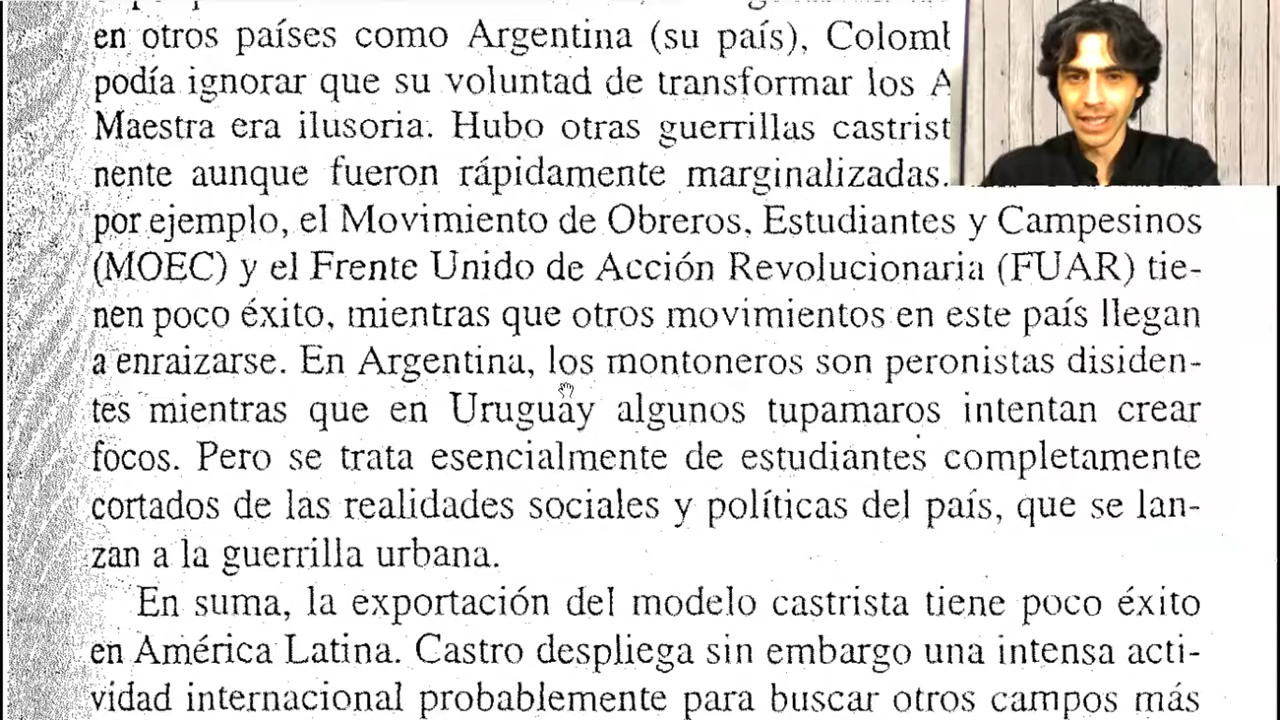 en otros países como Argentina (su país), Colomb
podía ignorar que su voluntad de transformar los A
Maestra era ilusoria. Hubo otras guerrillas castrist
nente aunque fueron rápidamente marginalizadas.
por ejemplo, el Movimiento de Obreros, Estudiantes y Campesinos
(MOEC) y el Frente Unido de Acción Revolucionaria (FUAR) tie-
nen poco éxito, mientras que otros movimientos en este país llegan
a enraizarse. En Argentina, los montoneros son peronistas disiden-
tes mientras que en Uruguay algunos tupamaros intentan crear
focos. Pero se trata esencialmente de estudiantes completamente
cortados de las realidades sociales y políticas del país, que se lan-
zan a la guerrilla urbana.
En suma, la exportación del modelo castrista tiene poco éxito
en América Latina. Castro despliega sin embargo una intensa acti-
vidad internacional probablemente para buscar otros campos más